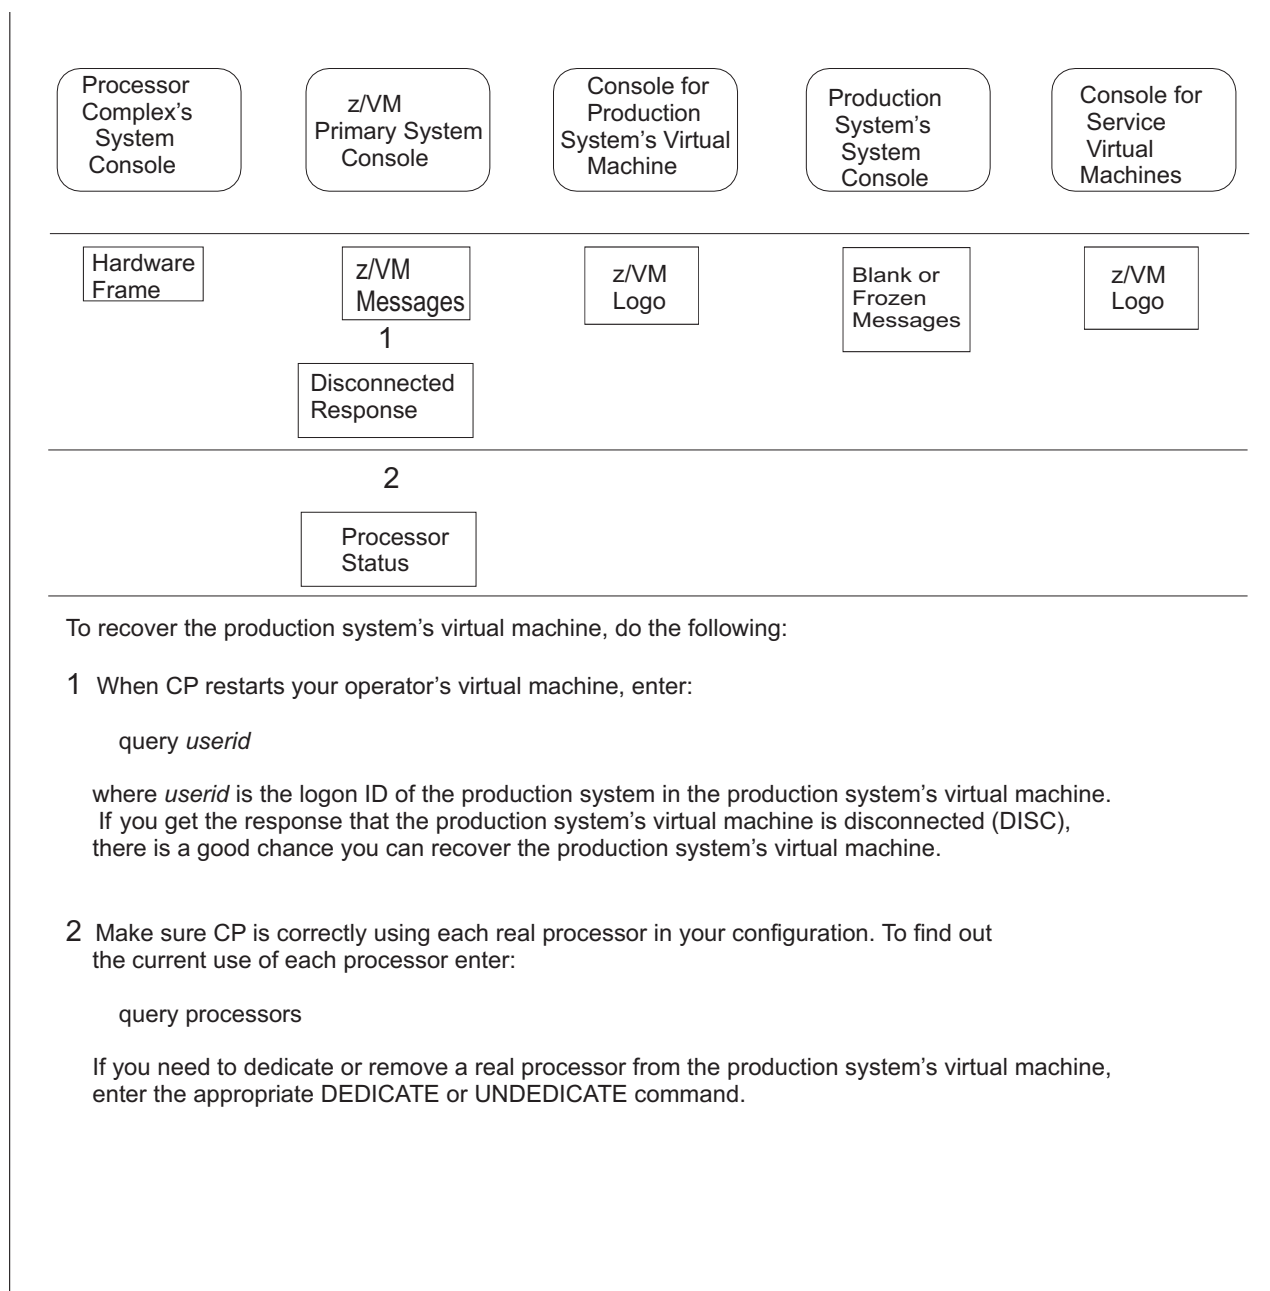 Processor
Complex's
System
Console
z/VM
Primary System
Console
Console for
Production
System's Virtual
Machine
Production
System's
System
Console
Console for
Service
Virtual
Machines
Hardware
Frame
z/VM
Messages
z/VM
Logo
Blank or
Frozen
Messages
z/VM
Logo
1
Disconnected
Response
2
Processor
Status
To recover the production system's virtual machine, do the following:
1 When CP restarts your operator's virtual machine, enter:
query userid
where userid is the logon ID of the production system in the production system's virtual machine.
If you get the response that the production system's virtual machine is disconnected (DISC),
there is a good chance you can recover the production system's virtual machine.
2 Make sure CP is correctly using each real processor in your configuration. To find out
the current use of each processor enter:
query processors
If you need to dedicate or remove a real processor from the production system's virtual machine,
enter the appropriate DEDICATE or UNDEDICATE command.